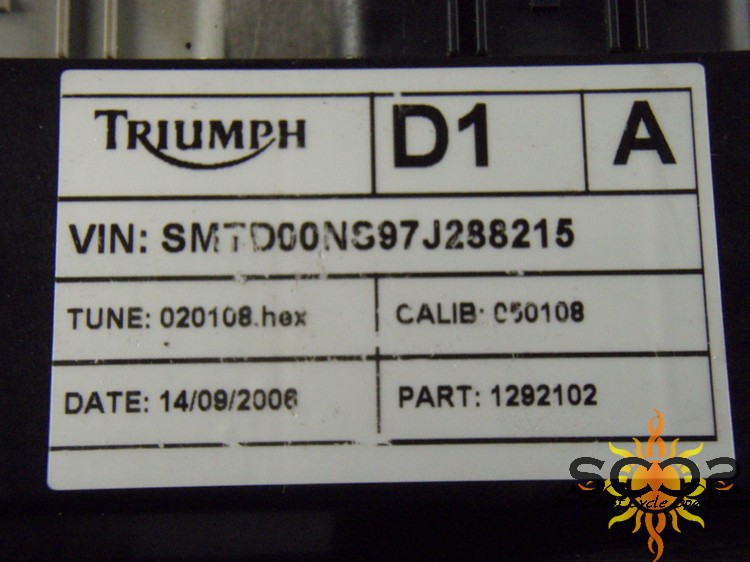 TRIUMPH D1 A
VIN: SMTD00NS97J288215
TUNE: 020108.hex CALIB: 050108
DATE: 14/09/2006 PART: 1292102